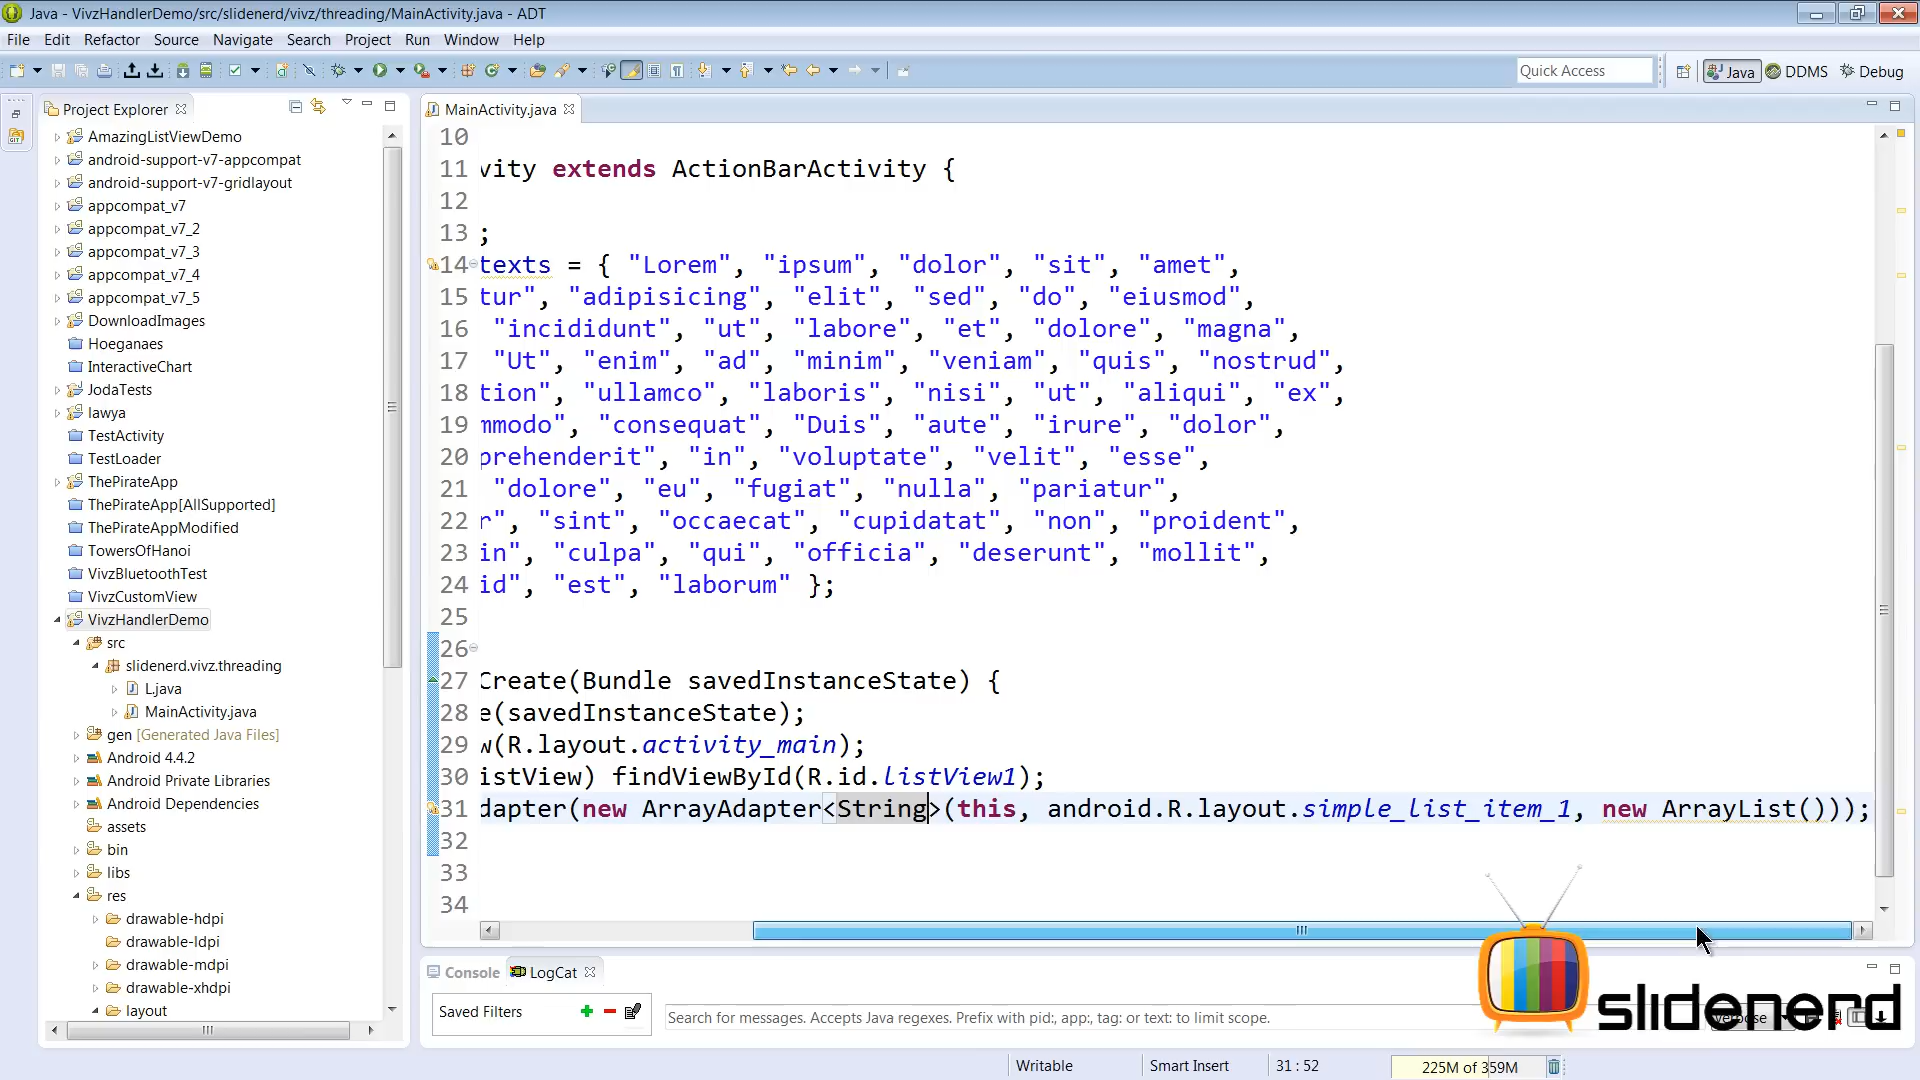 Java - VivzHandlerDemo/src/slidenerd/vivz/threading/MainActivity.java - ADT
File Edit Refactor Source Navigate Search Project Run Window Help
Quick Access
Java
DDMS
Debug
Project Explorer
AmazingListViewDemo
android-support-v7-appcompat
android-support-v7-gridlayout
appcompat_v7
appcompat_v7_2
appcompat_v7_3
appcompat_v7_4
appcompat_v7_5
DownloadImages
Hoeganaes
InteractiveChart
JodaTests
lawya
TestActivity
TestLoader
ThePirateApp
ThePirateApp[AllSupported]
ThePirateAppModified
TowersOfHanoi
VivzBluetoothTest
VivzCustomView
VivzHandlerDemo
src
slidenerd.vivz.threading
L.java
MainActivity.java
gen [Generated Java Files]
Android 4.4.2
Android Private Libraries
Android Dependencies
assets
bin
libs
res
drawable-hdpi
drawable-ldpi
drawable-mdpi
drawable-xhdpi
layout
MainActivity.java
10
11 vity extends ActionBarActivity {
12
13 ;
14 texts = { "Lorem", "ipsum", "dolor", "sit", "amet",
15 tur", "adipisicing", "elit", "sed", "do", "eiusmod",
16 "incididunt", "ut", "labore", "et", "dolore", "magna",
17 "Ut", "enim", "ad", "minim", "veniam", "quis", "nostrud",
18 tion", "ullamco", "laboris", "nisi", "ut", "aliqui", "ex",
19 mmodo", "consequat", "Duis", "aute", "irure", "dolor",
20 prehenderit", "in", "voluptate", "velit", "esse",
21 "dolore", "eu", "fugiat", "nulla", "pariatur",
22 r", "sint", "occaecat", "cupidatat", "non", "proident",
23 in", "culpa", "qui", "officia", "deserunt", "mollit",
24 id", "est", "laborum" };
25
26
27 Create(Bundle savedInstanceState) {
28 e(savedInstanceState);
29 w(R.layout.activity_main);
30 istView) findViewById(R.id.listView1);
31 dapter(new ArrayAdapter<String>(this, android.R.layout.simple_list_item_1, new ArrayList()));
32
33
34
Console
LogCat
Saved Filters
Search for messages. Accepts Java regexes. Prefix with pid:, app:, tag: or text: to limit scope.
slidenerd
Writable
Smart Insert
31 : 52
225M of 359M